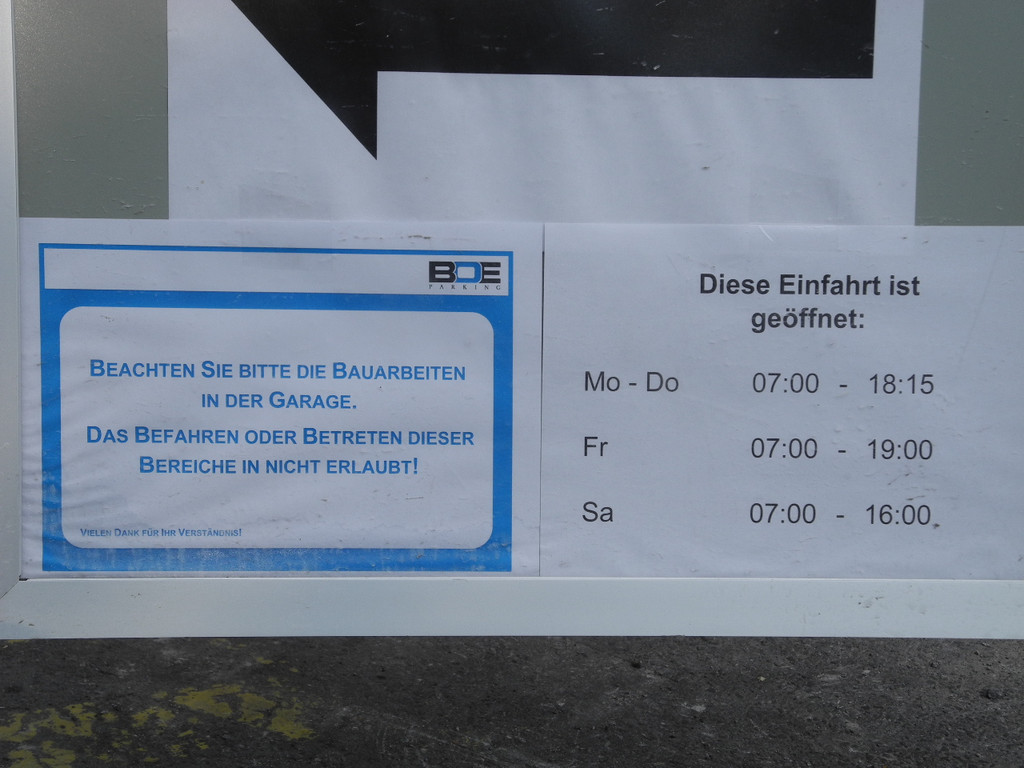 BOE
PARKING
BEACHTEN SIE BITTE DIE BAUARBEITEN
IN DER GARAGE.
DAS BEFAHREN ODER BETRETEN DIESER
BEREICHE IN NICHT ERLAUBT!
VIELEN DANK FÜR IHR VERSTÄNDNIS!
Diese Einfahrt ist
geöffnet:
Mo - Do 07:00 - 18:15
Fr 07:00 - 19:00
Sa 07:00 - 16:00